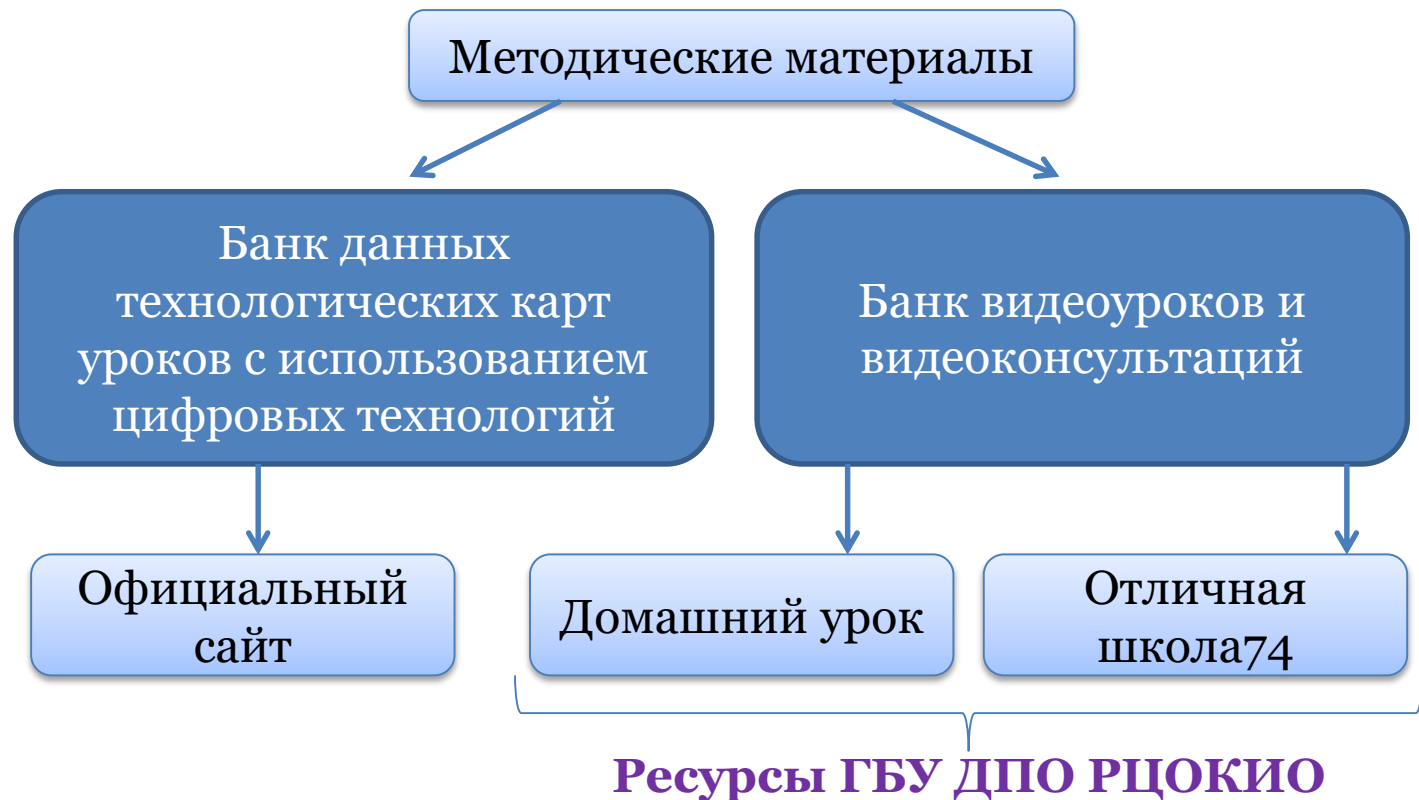 Методические материалы
Банк данных
технологических карт
уроков с использованием
цифровых технологий
Банк видеоуроков и
видеоконсультаций
Официальный
сайт
Домашний урок
Отличная
школа74
Ресурсы ГБУ ДПО РЦОКИО